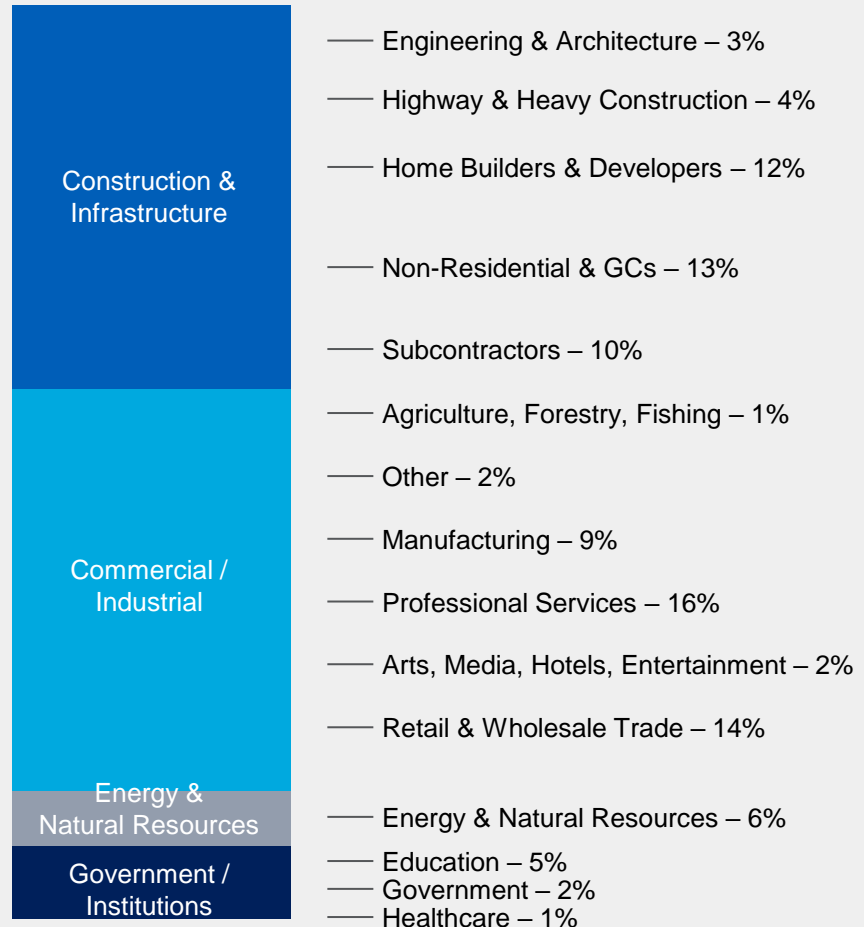 Construction &
Infrastructure
Engineering & Architecture – 3%
Highway & Heavy Construction – 4%
Home Builders & Developers – 12%
Non-Residential & GCs – 13%
Subcontractors – 10%
Commercial /
Industrial
Agriculture, Forestry, Fishing – 1%
Other – 2%
Manufacturing – 9%
Professional Services – 16%
Arts, Media, Hotels, Entertainment – 2%
Retail & Wholesale Trade – 14%
Energy &
Natural Resources
Energy & Natural Resources – 6%
Government /
Institutions
Education – 5%
Government – 2%
Healthcare – 1%